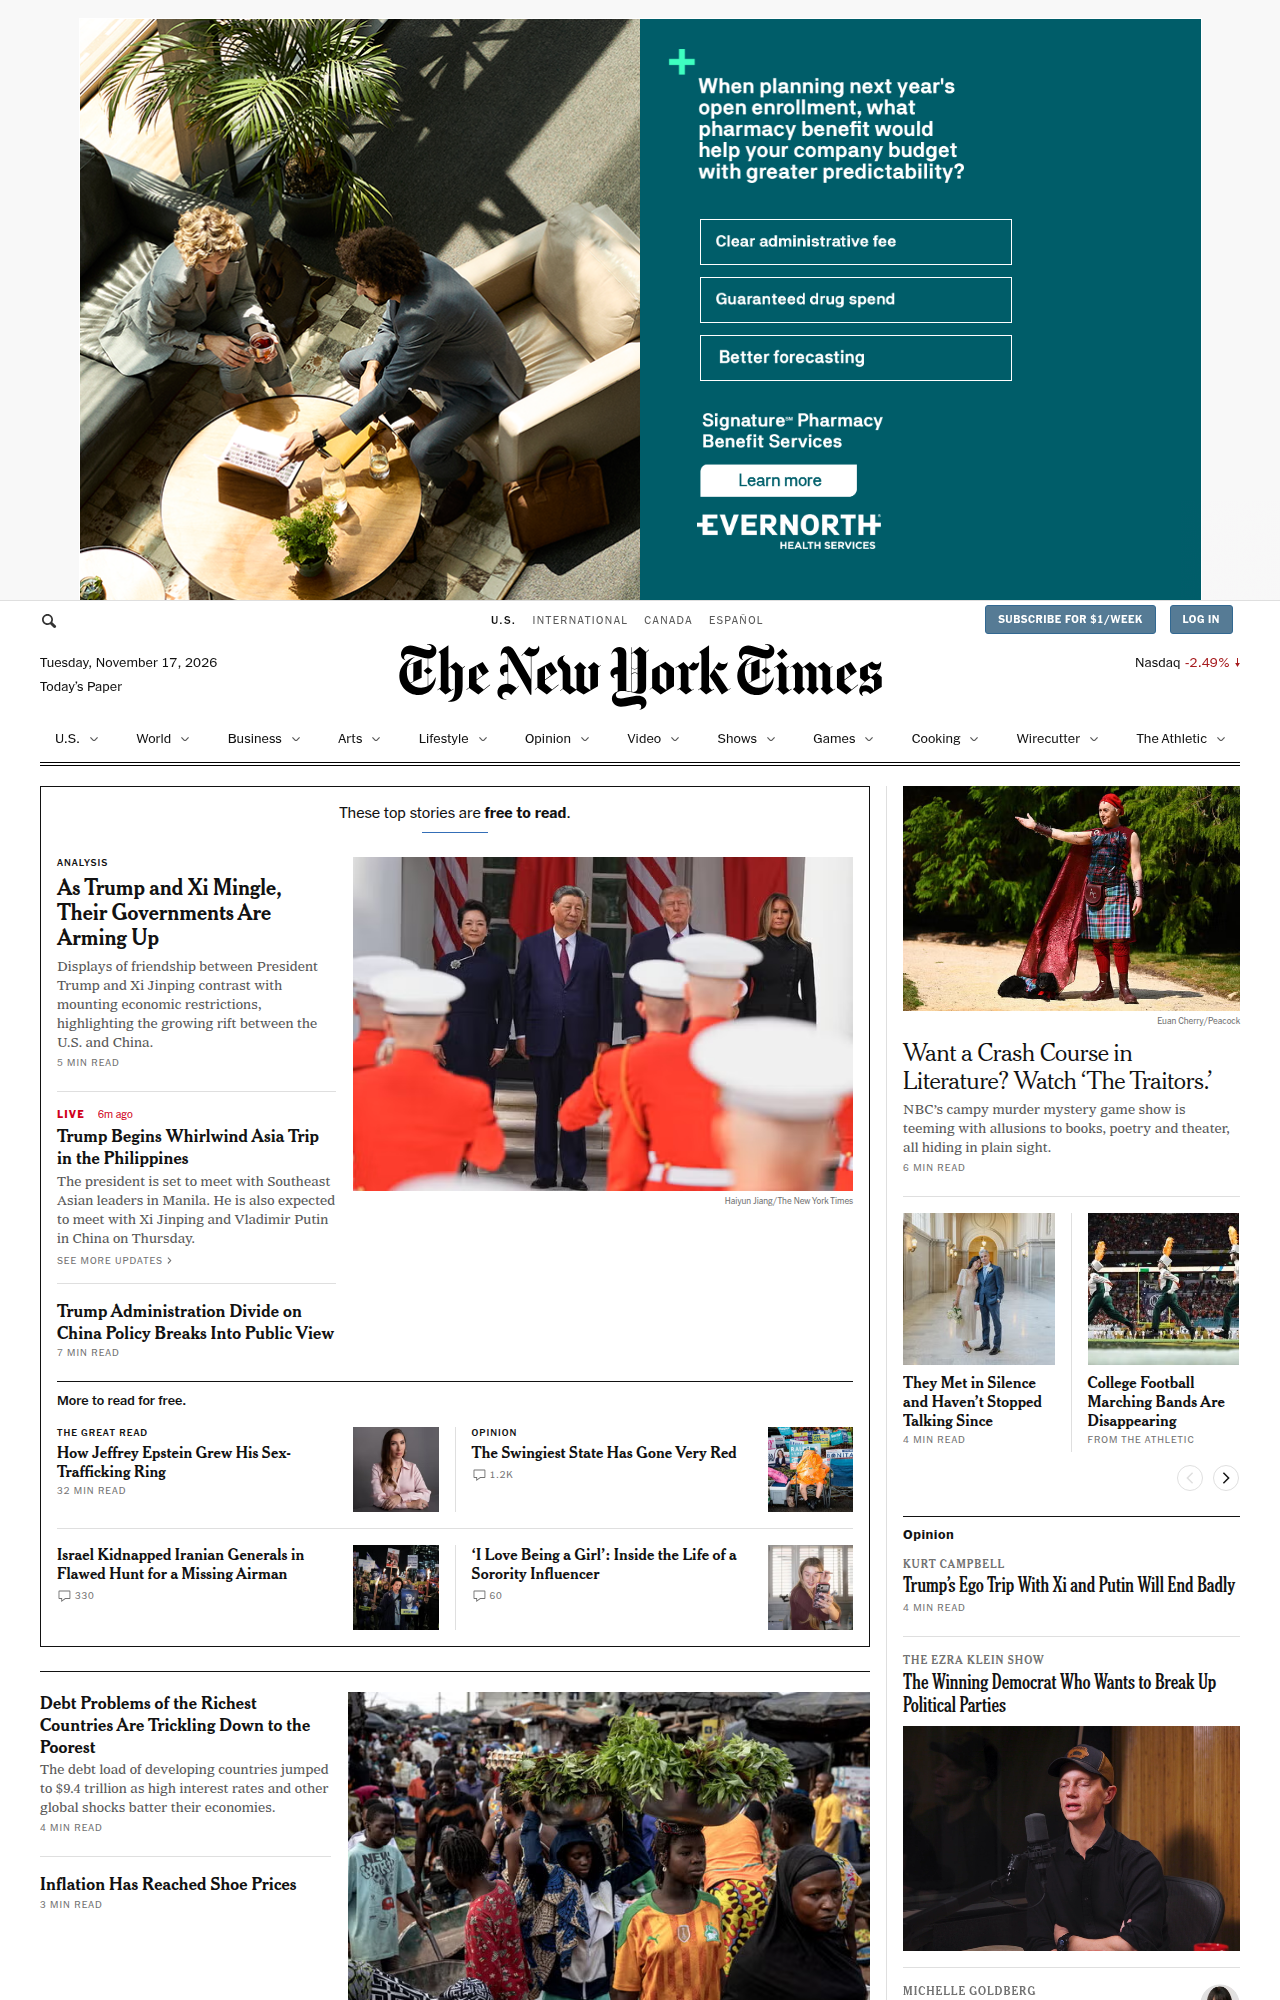 When planning next year's
open enrollment, what
pharmacy benefit would
help your company budget
with greater predictability?
Clear administrative fee
Guaranteed drug spend
Better forecasting
Signature℠ Pharmacy
Benefit Services
Learn more
EVERNORTH
HEALTH SERVICES
U.S. INTERNATIONAL CANADA ESPAÑOL
SUBSCRIBE FOR $1/WEEK LOG IN
Tuesday, November 17, 2026
Today's Paper
The New York Times
Nasdaq -2.49% ↓
U.S. World Business Arts Lifestyle Opinion Video Shows Games Cooking Wirecutter The Athletic
These top stories are free to read.
ANALYSIS
As Trump and Xi Mingle,
Their Governments Are
Arming Up
Displays of friendship between President
Trump and Xi Jinping contrast with
mounting economic restrictions,
highlighting the growing rift between the
U.S. and China.
5 MIN READ
LIVE 6m ago
Trump Begins Whirlwind Asia Trip
in the Philippines
The president is set to meet with Southeast
Asian leaders in Manila. He is also expected
to meet with Xi Jinping and Vladimir Putin
in China on Thursday.
SEE MORE UPDATES
Trump Administration Divide on
China Policy Breaks Into Public View
7 MIN READ
Haiyun Jiang/The New York Times
More to read for free.
THE GREAT READ
How Jeffrey Epstein Grew His Sex-
Trafficking Ring
32 MIN READ
OPINION
The Swingiest State Has Gone Very Red
1.2K
Israel Kidnapped Iranian Generals in
Flawed Hunt for a Missing Airman
330
‘I Love Being a Girl’: Inside the Life of a
Sorority Influencer
60
Debt Problems of the Richest
Countries Are Trickling Down to the
Poorest
The debt load of developing countries jumped
to $9.4 trillion as high interest rates and other
global shocks batter their economies.
4 MIN READ
Inflation Has Reached Shoe Prices
3 MIN READ
Euan Cherry/Peacock
Want a Crash Course in
Literature? Watch ‘The Traitors.’
NBC’s campy murder mystery game show is
teeming with allusions to books, poetry and theater,
all hiding in plain sight.
6 MIN READ
They Met in Silence
and Haven’t Stopped
Talking Since
4 MIN READ
College Football
Marching Bands Are
Disappearing
FROM THE ATHLETIC
Opinion
KURT CAMPBELL
Trump’s Ego Trip With Xi and Putin Will End Badly
4 MIN READ
THE EZRA KLEIN SHOW
The Winning Democrat Who Wants to Break Up
Political Parties
MICHELLE GOLDBERG